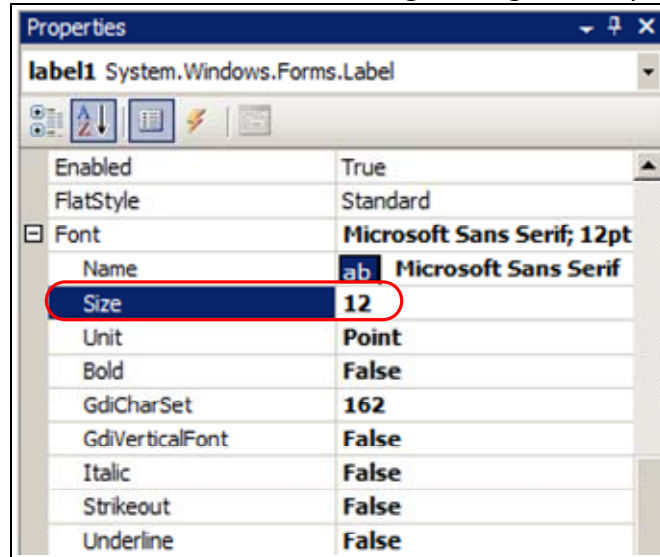 Properties
label1 System.Windows.Forms.Label
Enabled True
FlatStyle Standard
Font Microsoft Sans Serif; 12pt
Name ab Microsoft Sans Serif
Size 12
Unit Point
Bold False
GdiCharSet 162
GdiVerticalFont False
Italic False
Strikeout False
Underline False